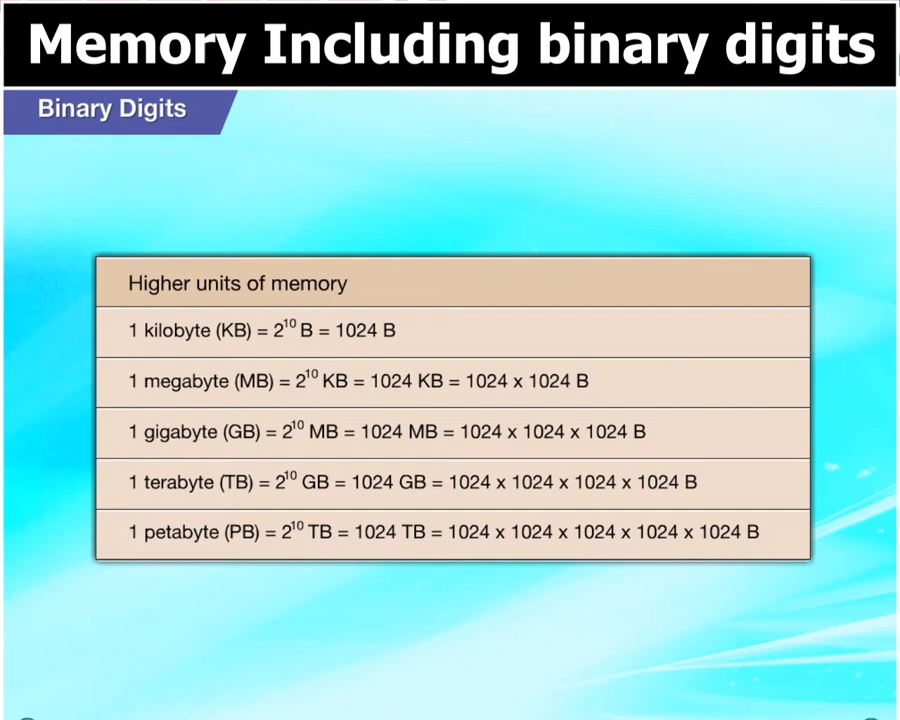 Memory Including binary digits
Binary Digits
Higher units of memory
1 kilobyte (KB) = 2¹⁰ B = 1024 B
1 megabyte (MB) = 2¹⁰ KB = 1024 KB = 1024 x 1024 B
1 gigabyte (GB) = 2¹⁰ MB = 1024 MB = 1024 x 1024 x 1024 B
1 terabyte (TB) = 2¹⁰ GB = 1024 GB = 1024 x 1024 x 1024 x 1024 B
1 petabyte (PB) = 2¹⁰ TB = 1024 TB = 1024 x 1024 x 1024 x 1024 x 1024 B